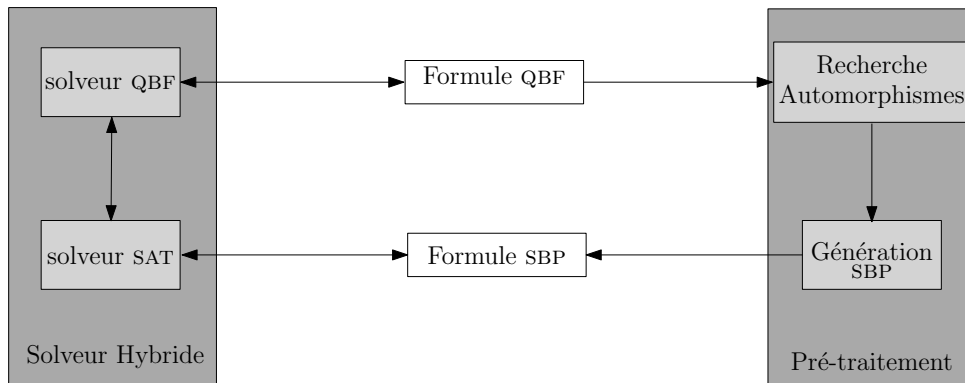 solveur QBF
Formule QBF
Recherche
Automorphismes
solveur SAT
Formule SBP
Génération
SBP
Solveur Hybride
Pré-traitement